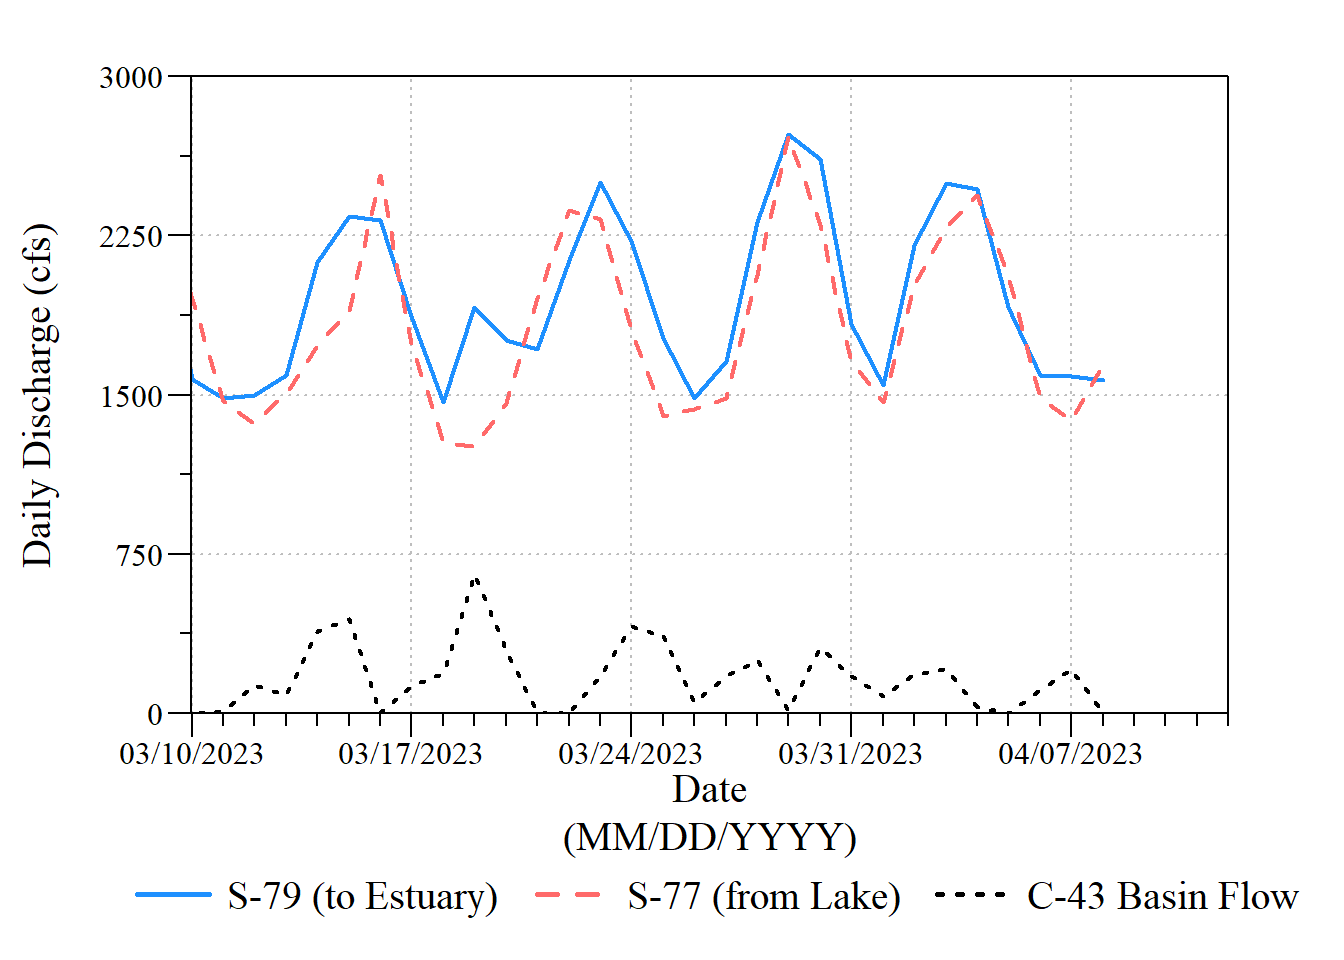 3000
2250
1500
750
0
Daily Discharge (cfs)
03/10/2023 03/17/2023 03/24/2023 03/31/2023 04/07/2023
Date
(MM/DD/YYYY)
S-79 (to Estuary) S-77 (from Lake) C-43 Basin Flow